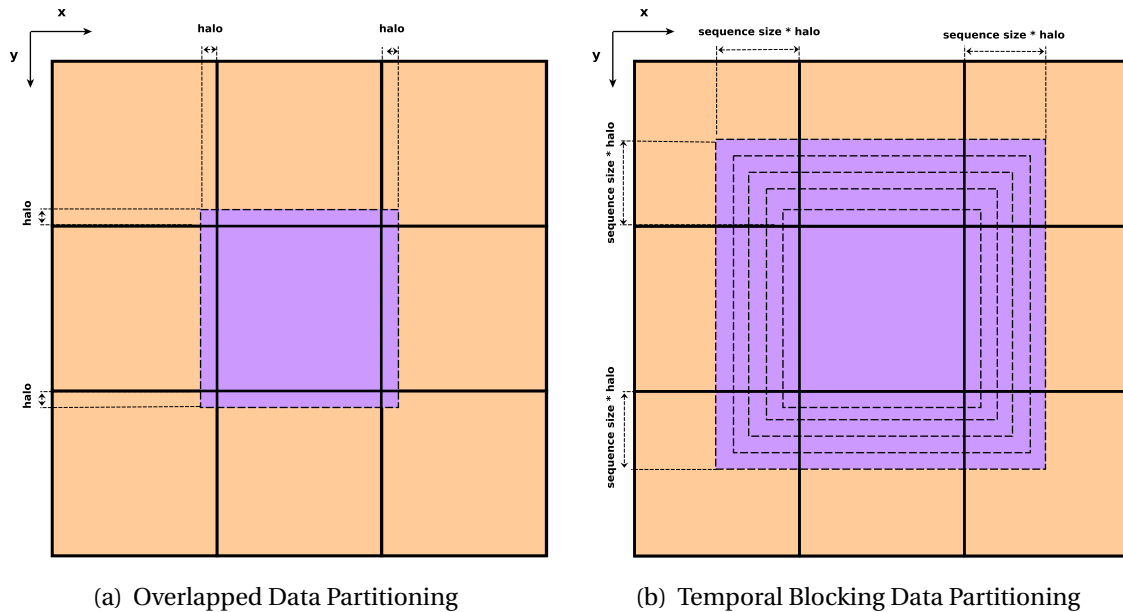 x
y
halo
halo
halo
halo
(a) Overlapped Data Partitioning
x
y
sequence size * halo
sequence size * halo
sequence size * halo
sequence size * halo
(b) Temporal Blocking Data Partitioning